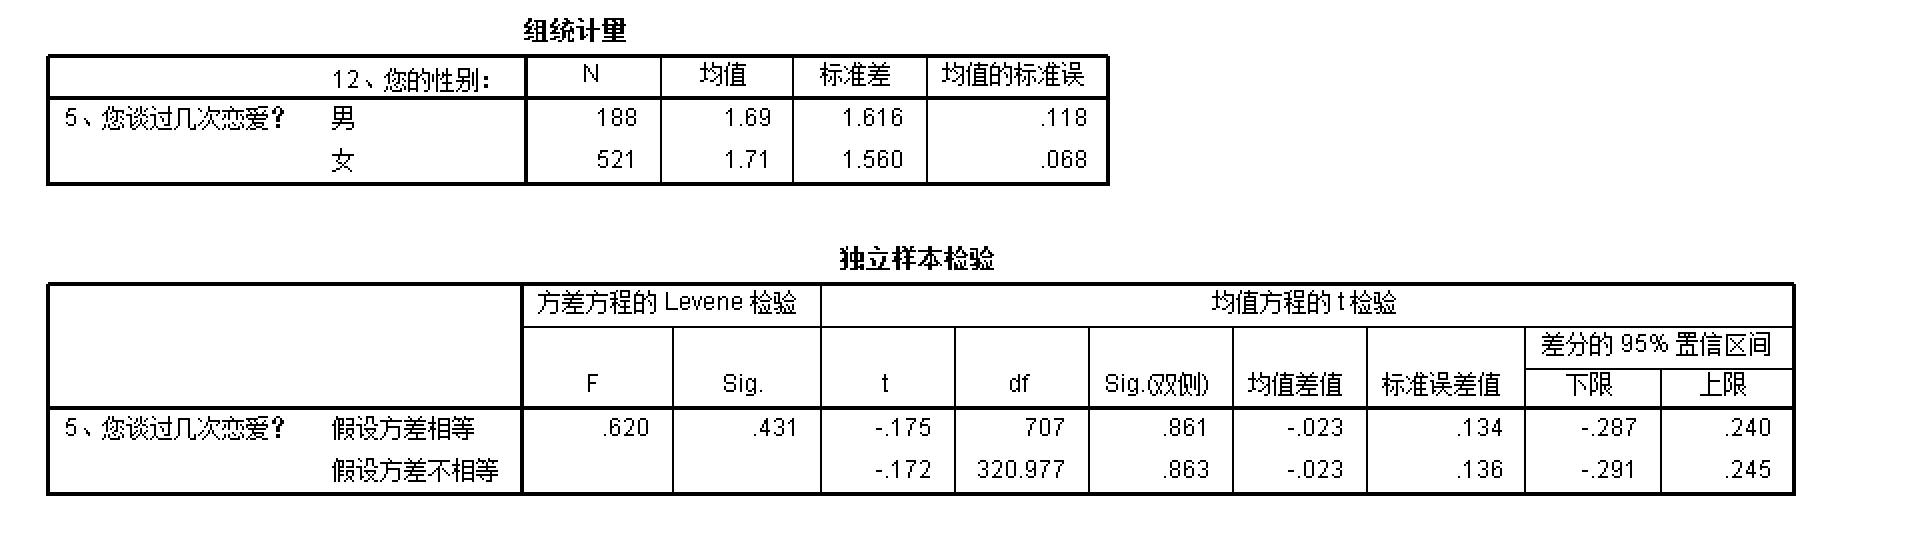 组统计量
12、您的性别： N 均值 标准差 均值的标准误
5、您谈过几次恋爱？ 男 188 1.69 1.616 .118
女 521 1.71 1.560 .068
独立样本检验
方差方程的 Levene 检验 均值方程的 t 检验
差分的 95% 置信区间
F Sig. t df Sig.(双侧) 均值差值 标准误差值 下限 上限
5、您谈过几次恋爱？ 假设方差相等 .620 .431 -.175 707 .861 -.023 .134 -.287 .240
假设方差不相等 -.172 320.977 .863 -.023 .136 -.291 .245